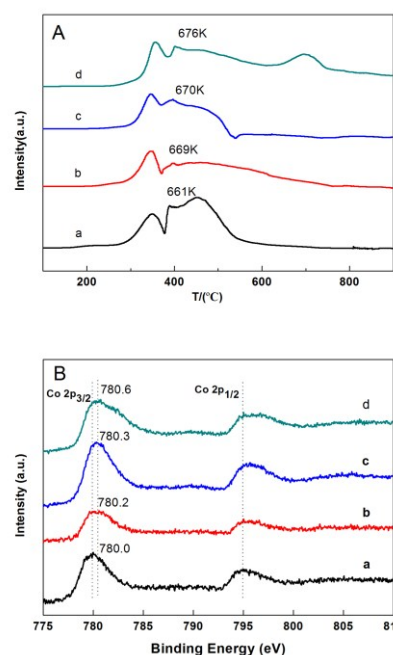 A
676K
d
670K
c
669K
b
661K
a
Intensity(a.u.)
200 400 600 800
T/(℃)
B
Co 2p3/2
780.6
Co 2p1/2
d
780.3
c
780.2
b
780.0
a
Intensity (a.u.)
775 780 785 790 795 800 805 810
Binding Energy (eV)